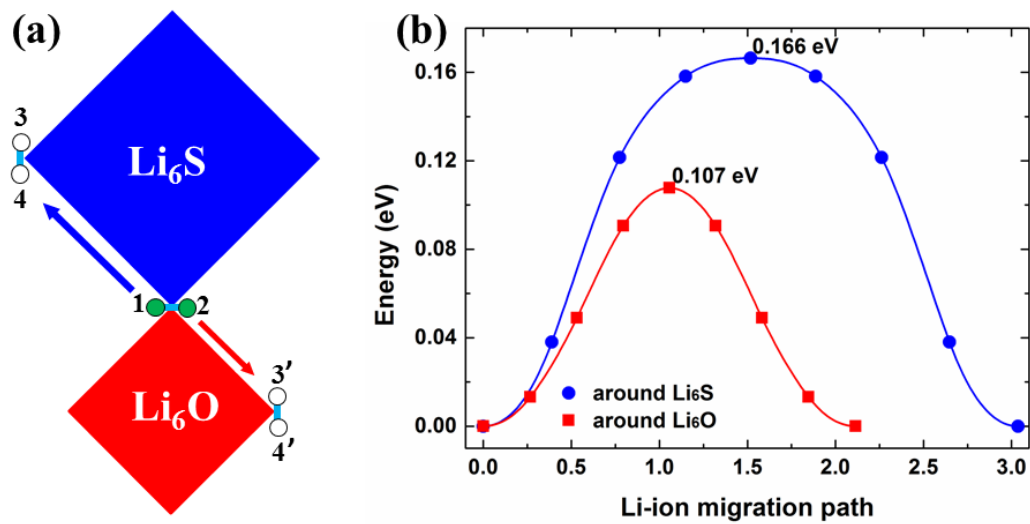 (a)
Li₆S
3
4
1
2
Li₆O
3'
4'
(b)
0.166 eV
0.107 eV
0.16
0.12
0.08
0.04
0.00
Energy (eV)
around Li₆S
around Li₆O
0.0 0.5 1.0 1.5 2.0 2.5 3.0
Li-ion migration path